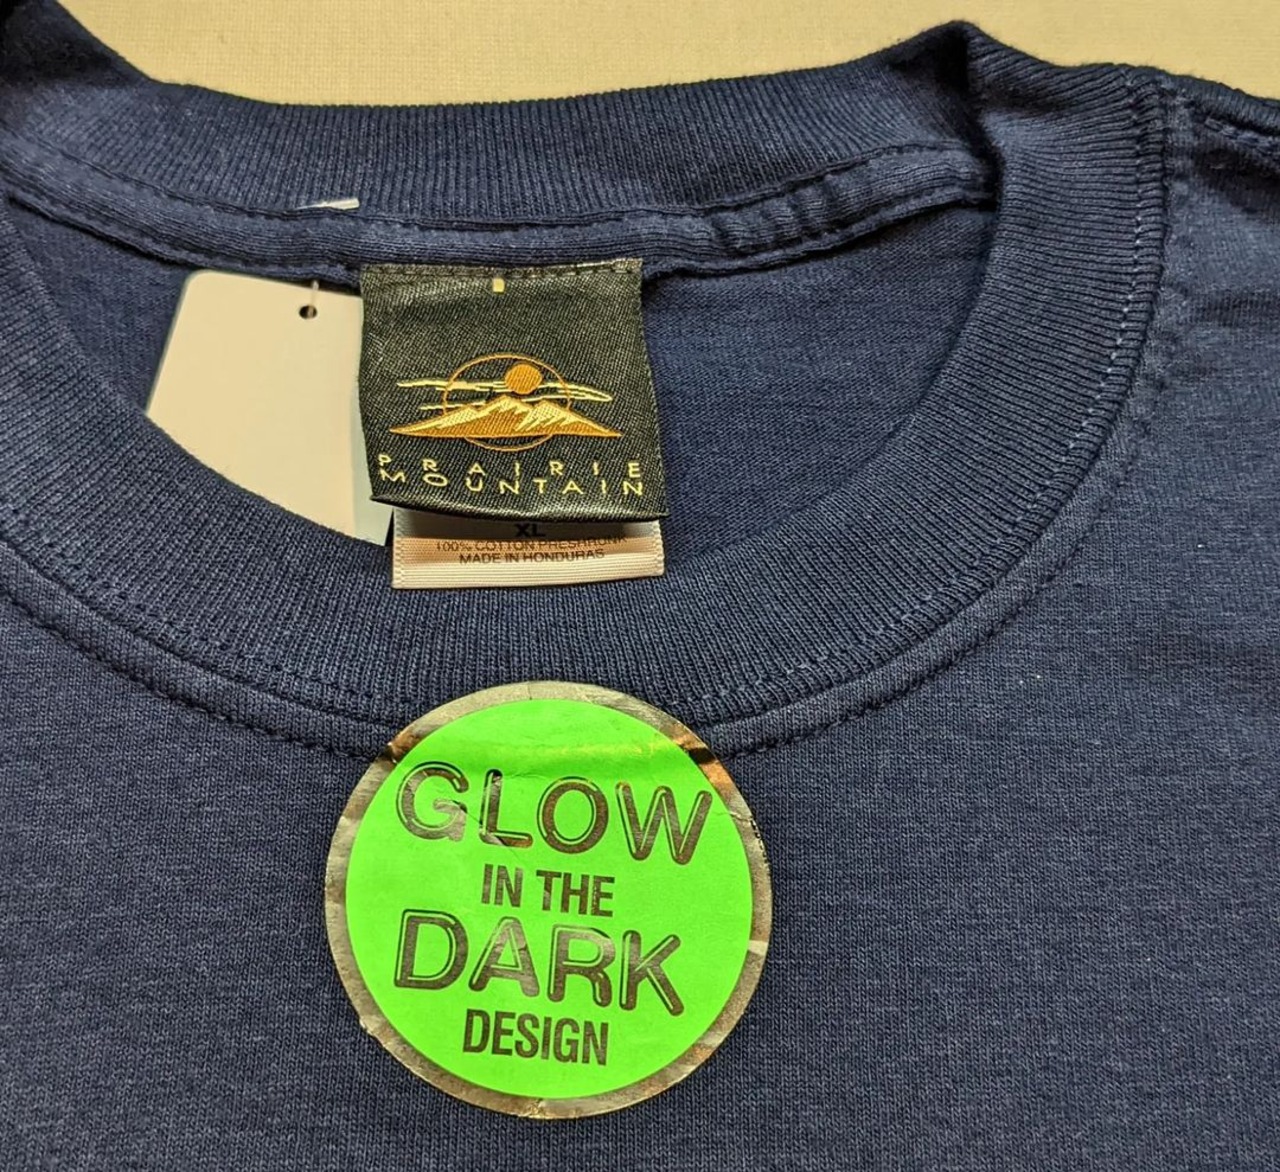 PRAIRIE
MOUNTAIN
XL
100% COTTON PRESHRUNK
MADE IN HONDURAS
GLOW
IN THE
DARK
DESIGN